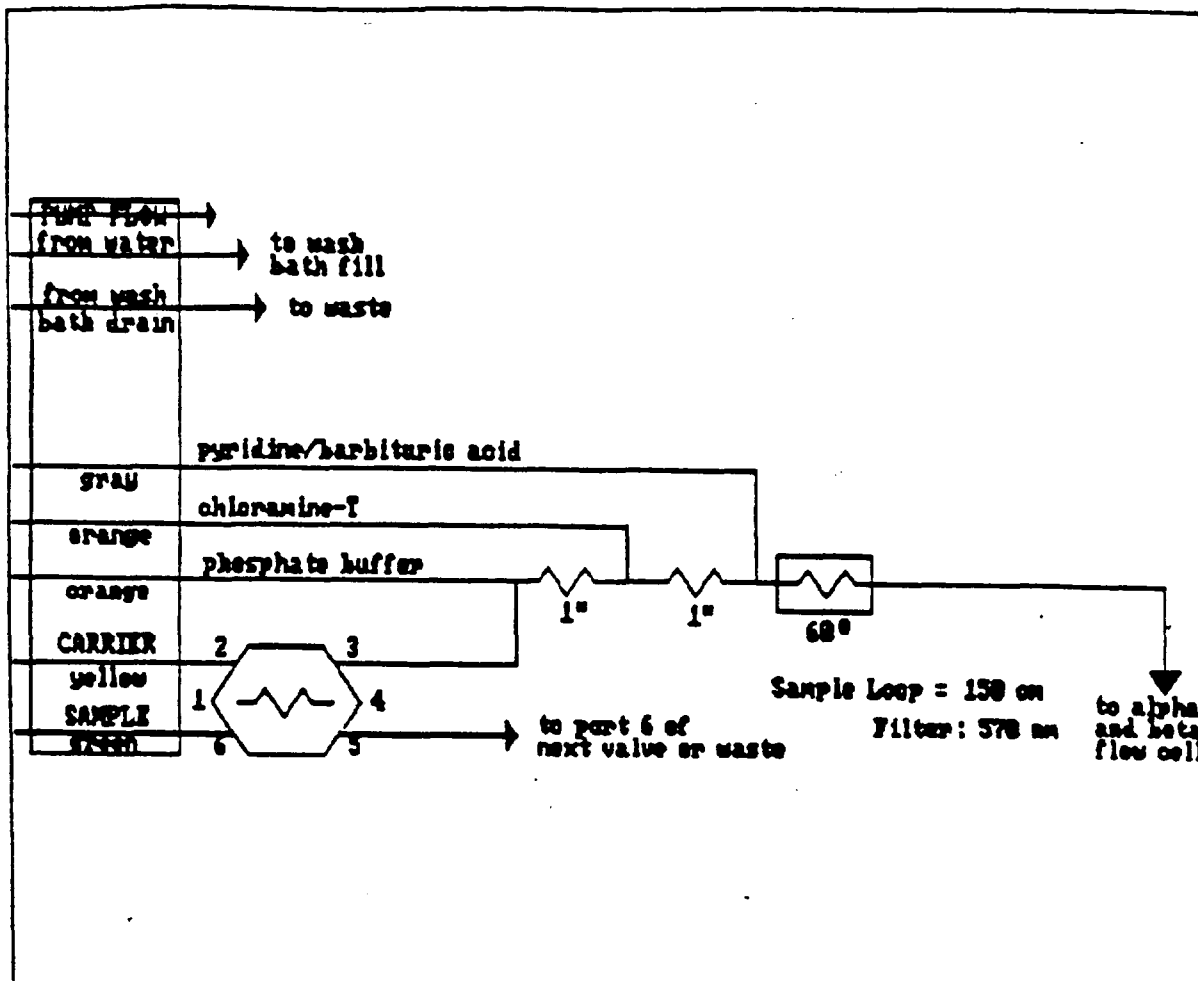 PUMP FLOW
from water
to wash
bath fill
from wash
bath drain
to waste
pyridine/barbituric acid
gray
chloramine-T
orange
phosphate buffer
orange
1"
1"
60°
CARRIER
2
3
yellow
1
4
SAMPLE
green
6
5
to port 6 of
next valve or waste
Sample Loop = 150 cm
Filter: 570 nm
to alpha
and beta
flow cell